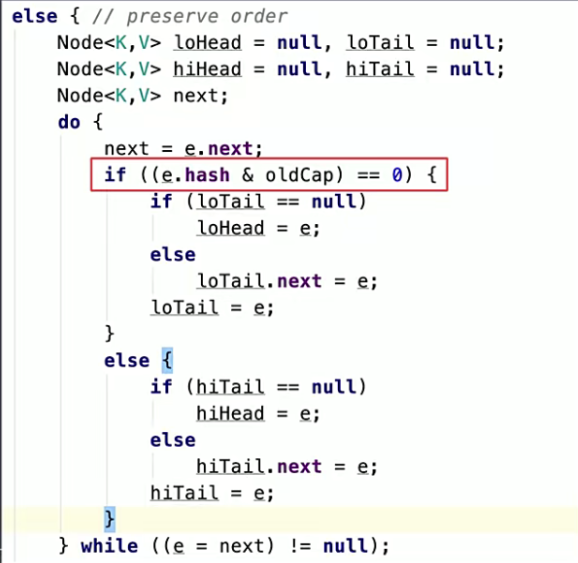 else { // preserve order
Node<K,V> loHead = null, loTail = null;
Node<K,V> hiHead = null, hiTail = null;
Node<K,V> next;
do {
next = e.next;
if ((e.hash & oldCap) == 0) {
if (loTail == null)
loHead = e;
else
loTail.next = e;
loTail = e;
}
else {
if (hiTail == null)
hiHead = e;
else
hiTail.next = e;
hiTail = e;
}
} while ((e = next) != null);